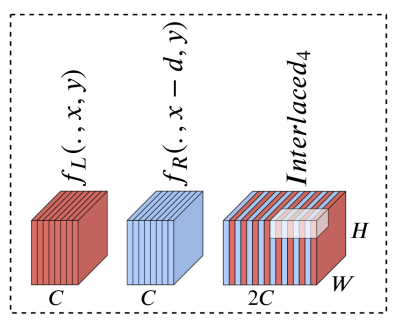 f_L(., x, y)
f_R(., x − d, y)
Interlaced_4
C
C
2C
W
H